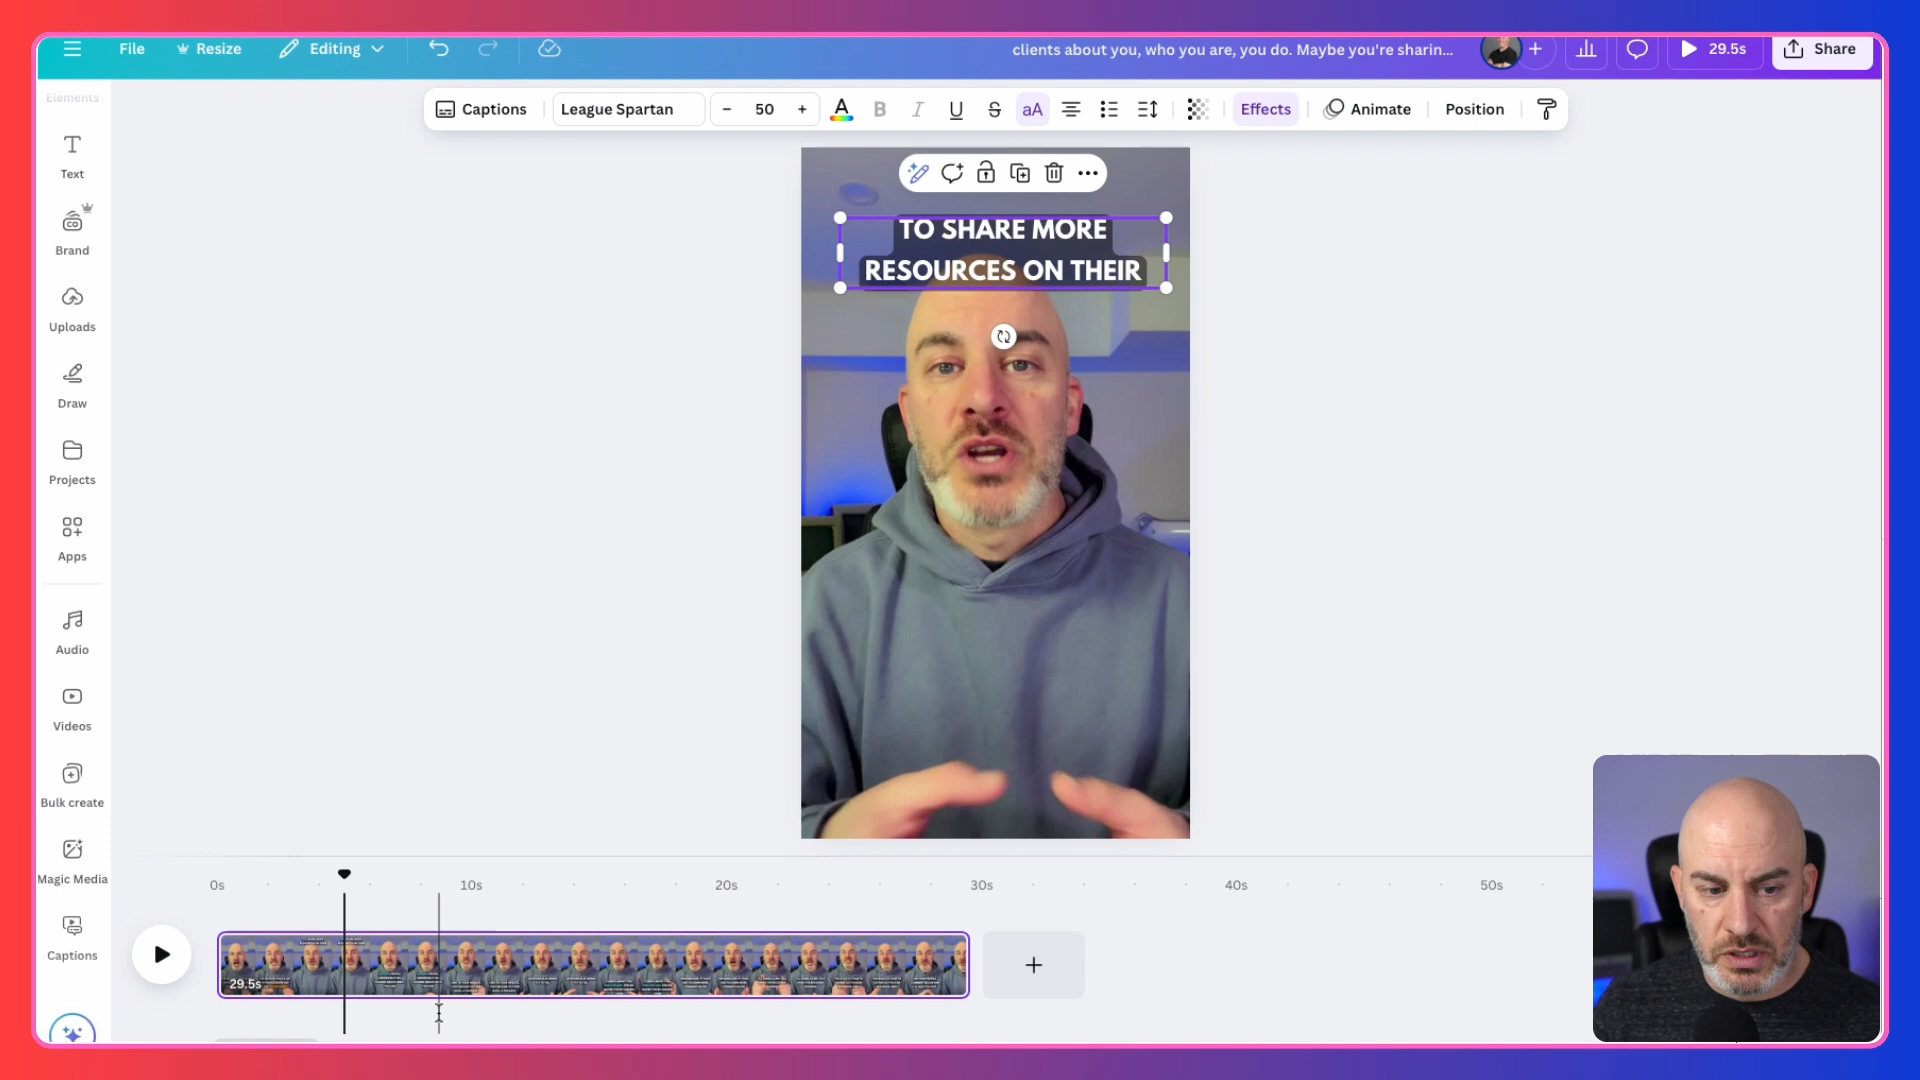 File
Resize
Editing
clients about you, who you are, you do. Maybe you're sharin...
29.5s
Share
Elements
Captions
League Spartan
- 50 +
A
B I U S aA
Effects
Animate
Position
Text
Brand
Uploads
Draw
Projects
Apps
Audio
Videos
Bulk create
Magic Media
Captions
TO SHARE MORE
RESOURCES ON THEIR
0s 10s 20s 30s 40s 50s
29.5s